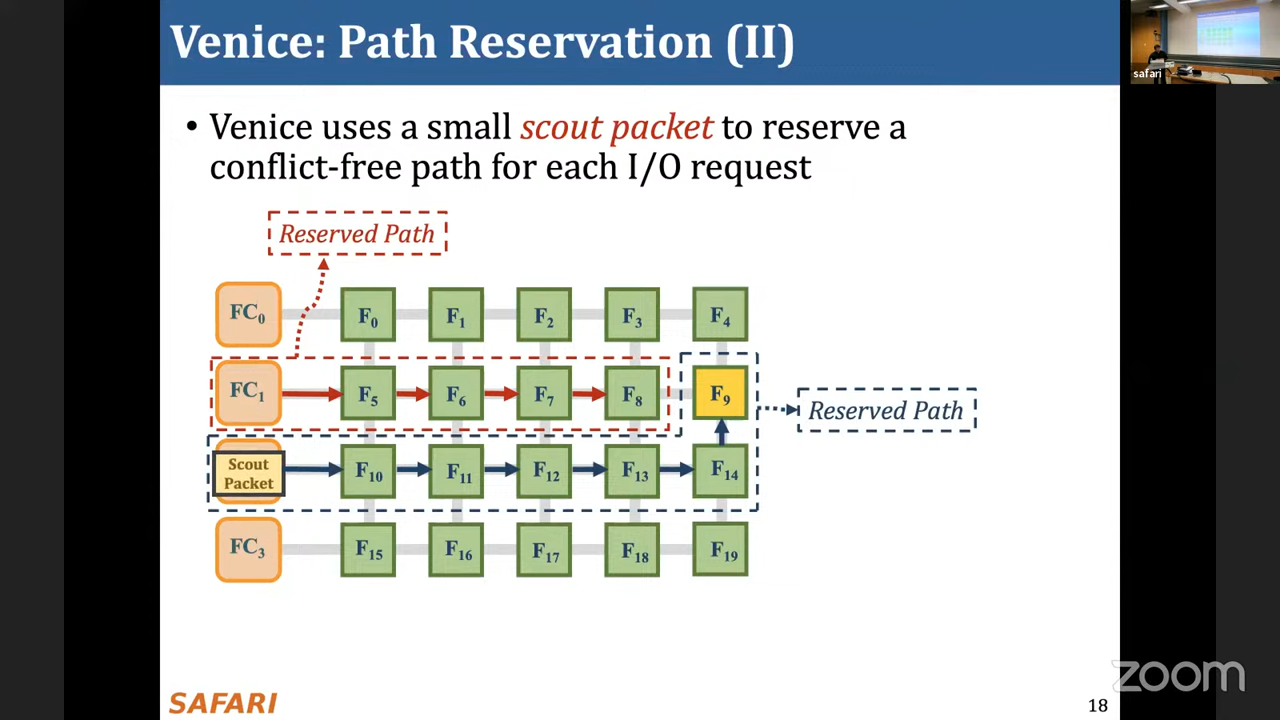 Venice: Path Reservation (II)
safari
• Venice uses a small scout packet to reserve a
conflict-free path for each I/O request
Reserved Path
FC₀ F₀ F₁ F₂ F₃ F₄
FC₁ F₅ F₆ F₇ F₈ F₉
Reserved Path
Scout
Packet
F₁₀ F₁₁ F₁₂ F₁₃ F₁₄
FC₃ F₁₅ F₁₆ F₁₇ F₁₈ F₁₉
SAFARI
18
zoom